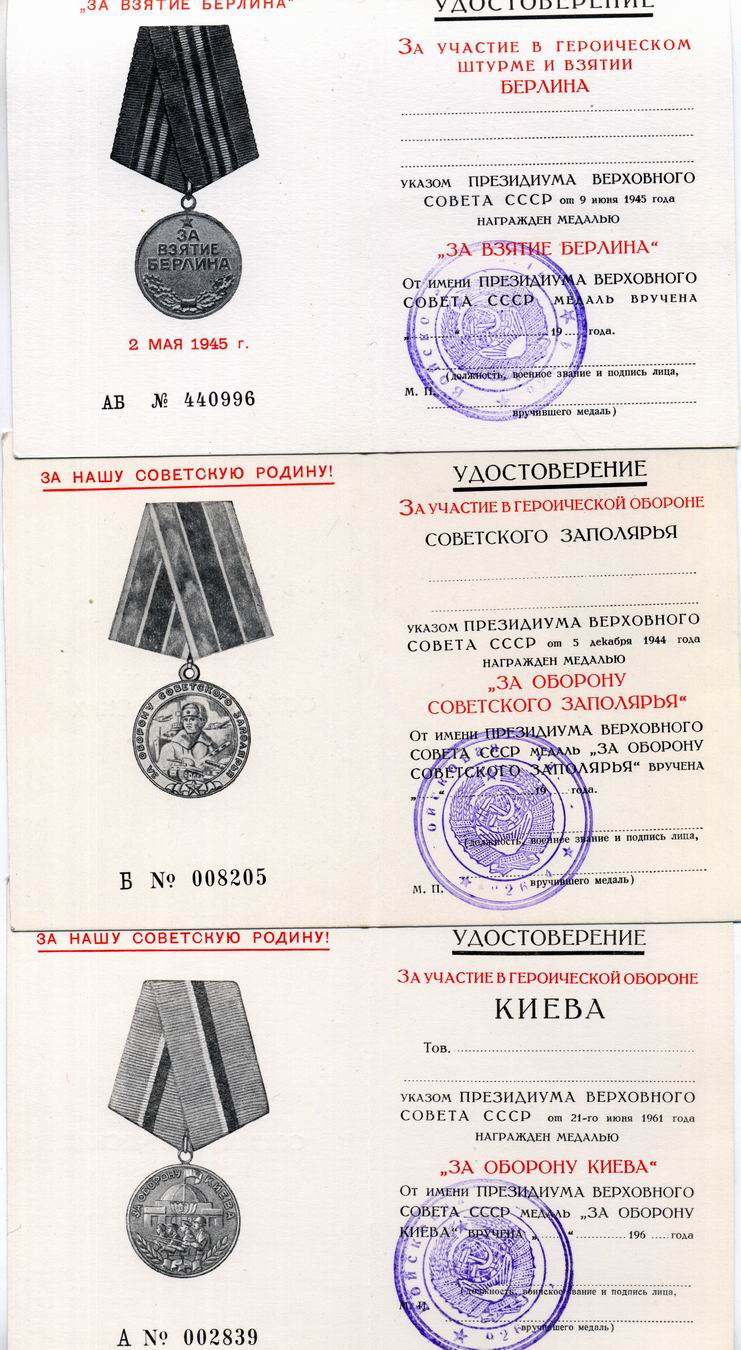 „ЗА ВЗЯТИЕ БЕРЛИНА“
ЗА
ВЗЯТИЕ
БЕРЛИНА
2 МАЯ 1945 г.
АБ № 440996
УДОСТОВЕРЕНИЕ
ЗА УЧАСТИЕ В ГЕРОИЧЕСКОМ
ШТУРМЕ И ВЗЯТИИ
БЕРЛИНА
УКАЗОМ ПРЕЗИДИУМА ВЕРХОВНОГО
СОВЕТА СССР от 9 июня 1945 года
НАГРАЖДЕН МЕДАЛЬЮ
„ЗА ВЗЯТИЕ БЕРЛИНА“
ОТ ИМЕНИ ПРЕЗИДИУМА ВЕРХОВНОГО
СОВЕТА СССР МЕДАЛЬ ВРУЧЕНА
„ “ 19 года.
(должность, военное звание и подпись лица,
М. П.
вручившего медаль)
ЗА НАШУ СОВЕТСКУЮ РОДИНУ!
ЗА ОБОРОНУ СОВЕТСКОГО ЗАПОЛЯРЬЯ
Б № 008205
УДОСТОВЕРЕНИЕ
ЗА УЧАСТИЕ В ГЕРОИЧЕСКОЙ ОБОРОНЕ
СОВЕТСКОГО ЗАПОЛЯРЬЯ
УКАЗОМ ПРЕЗИДИУМА ВЕРХОВНОГО
СОВЕТА СССР от 5 декабря 1944 года
НАГРАЖДЕН МЕДАЛЬЮ
„ЗА ОБОРОНУ
СОВЕТСКОГО ЗАПОЛЯРЬЯ“
ОТ ИМЕНИ ПРЕЗИДИУМА ВЕРХОВНОГО
СОВЕТА СССР МЕДАЛЬ „ЗА ОБОРОНУ
СОВЕТСКОГО ЗАПОЛЯРЬЯ“ ВРУЧЕНА
„ “ 19 года.
(должность, военное звание и подпись лица,
вручившего медаль)
М. П.
ЗА НАШУ СОВЕТСКУЮ РОДИНУ!
ЗА ОБОРОНУ КИЕВА
А № 002839
УДОСТОВЕРЕНИЕ
ЗА УЧАСТИЕ В ГЕРОИЧЕСКОЙ ОБОРОНЕ
КИЕВА
Тов.
УКАЗОМ ПРЕЗИДИУМА ВЕРХОВНОГО
СОВЕТА СССР от 21-го июня 1961 года
НАГРАЖДЕН МЕДАЛЬЮ
„ЗА ОБОРОНУ КИЕВА“
ОТ ИМЕНИ ПРЕЗИДИУМА ВЕРХОВНОГО
СОВЕТА СССР МЕДАЛЬ „ЗА ОБОРОНУ
КИЕВА“ ВРУЧЕНА „ “ 196 года
(должность, воинское звание и подпись лица,
М. П.
вручившего медаль)